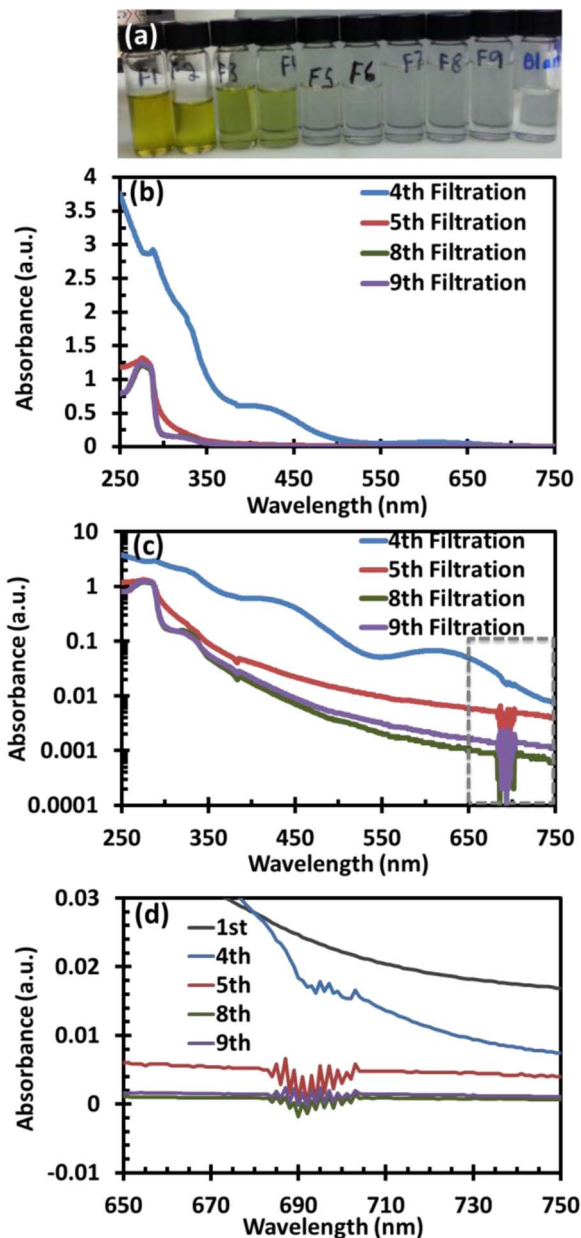 (a)
F1 F2 F3 F4 F5 F6 F7 F8 F9 Blan
(b)
4th Filtration
5th Filtration
8th Filtration
9th Filtration
Absorbance (a.u.)
4
3.5
3
2.5
2
1.5
1
0.5
0
250 350 450 550 650 750
Wavelength (nm)
(c)
4th Filtration
5th Filtration
8th Filtration
9th Filtration
Absorbance (a.u.)
10
1
0.1
0.01
0.001
0.0001
250 350 450 550 650 750
Wavelength (nm)
(d)
1st
4th
5th
8th
9th
Absorbance (a.u.)
0.03
0.02
0.01
0
-0.01
650 670 690 710 730 750
Wavelength (nm)